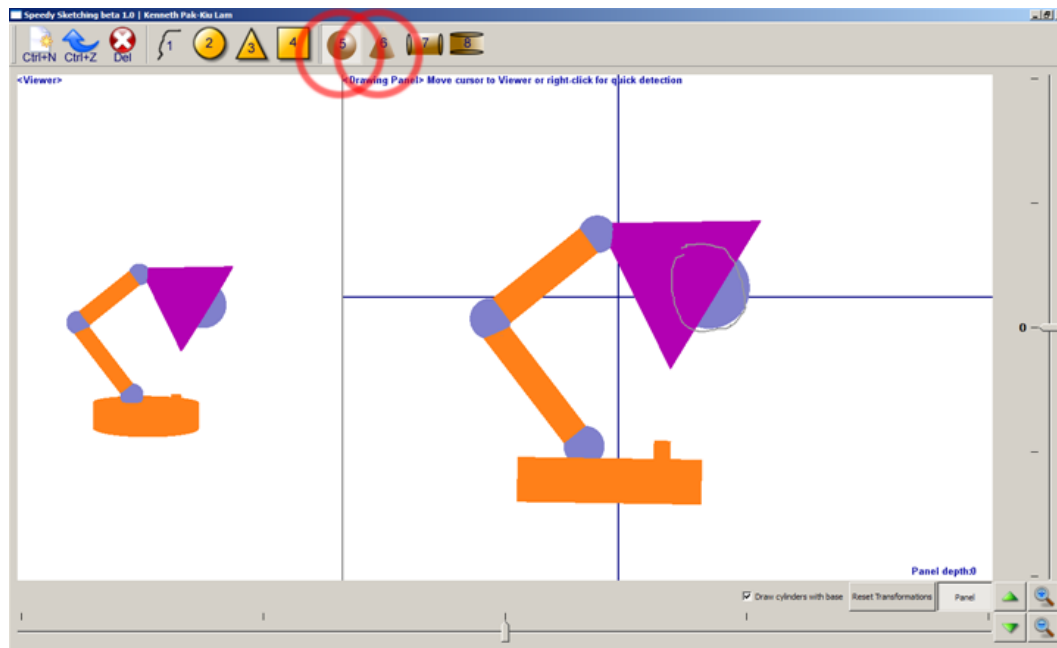 Speedy Sketching beta 1.0 | Kenneth Pak-Kiu Lam
Ctrl+N Ctrl+Z Del 1 2 3 4 5 6 7 8
<Viewer>
<Drawing Panel> Move cursor to Viewer or right-click for quick detection
0
Panel depth:0
Draw cylinders with base Reset Transformations Panel